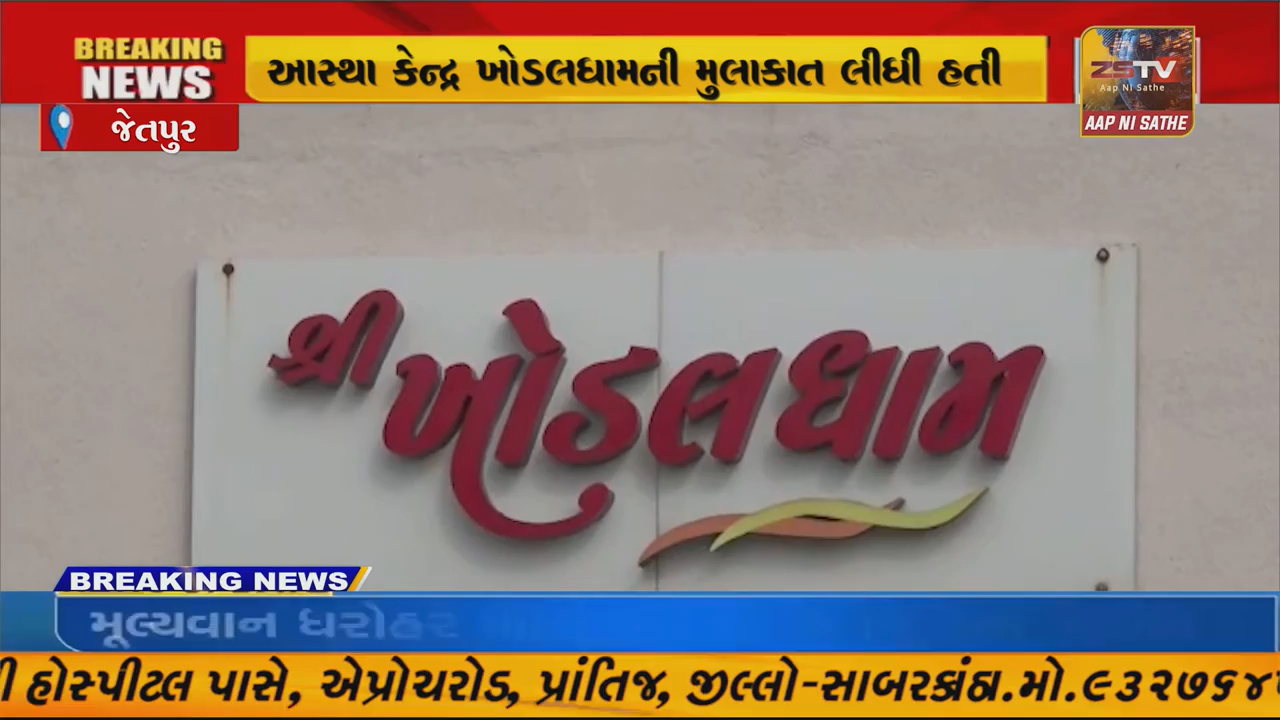 BREAKING NEWS
આસ્થા કેન્દ્ર ખોડલધામની મુલાકાત લીધી હતી
ZSTV
Aap Ni Sathe
AAP NI SATHE
જેતપુર
શ્રી ખોડલધામ
BREAKING NEWS
મૂલ્યવાન ધરોહર
હોસ્પીટલ પાસે, એપ્રોચરોડ, પ્રાંતિજ, જીલ્લો-સાબરકાંઠા.મો.૯૩૨૭૬૪